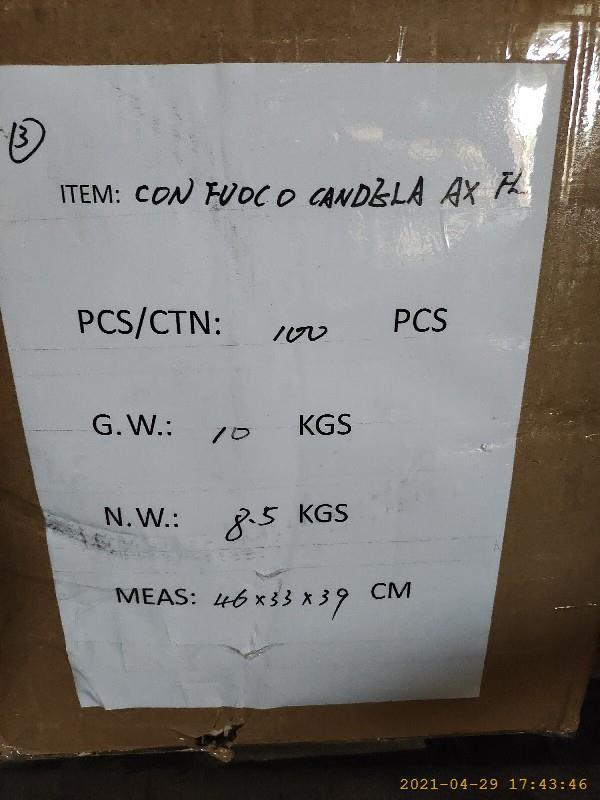 ③
ITEM: CON FUOCO CANDELA AX FL
PCS/CTN: 100 PCS
G.W.: 10 KGS
N.W.: 8.5 KGS
MEAS: 46x33x39 CM
2021-04-29 17:43:46